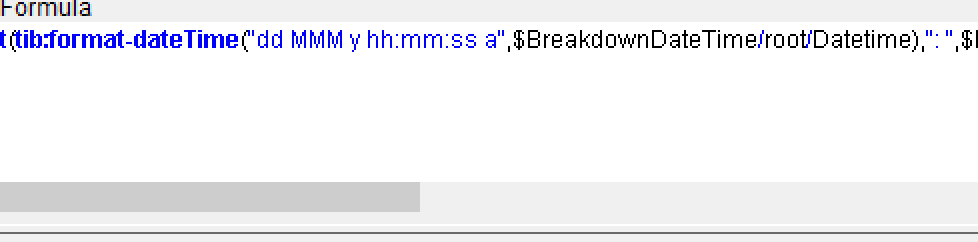 Formula
t(tib:format-dateTime("dd MMM y hh:mm:ss a",$BreakdownDateTime/root/Datetime),": ",$